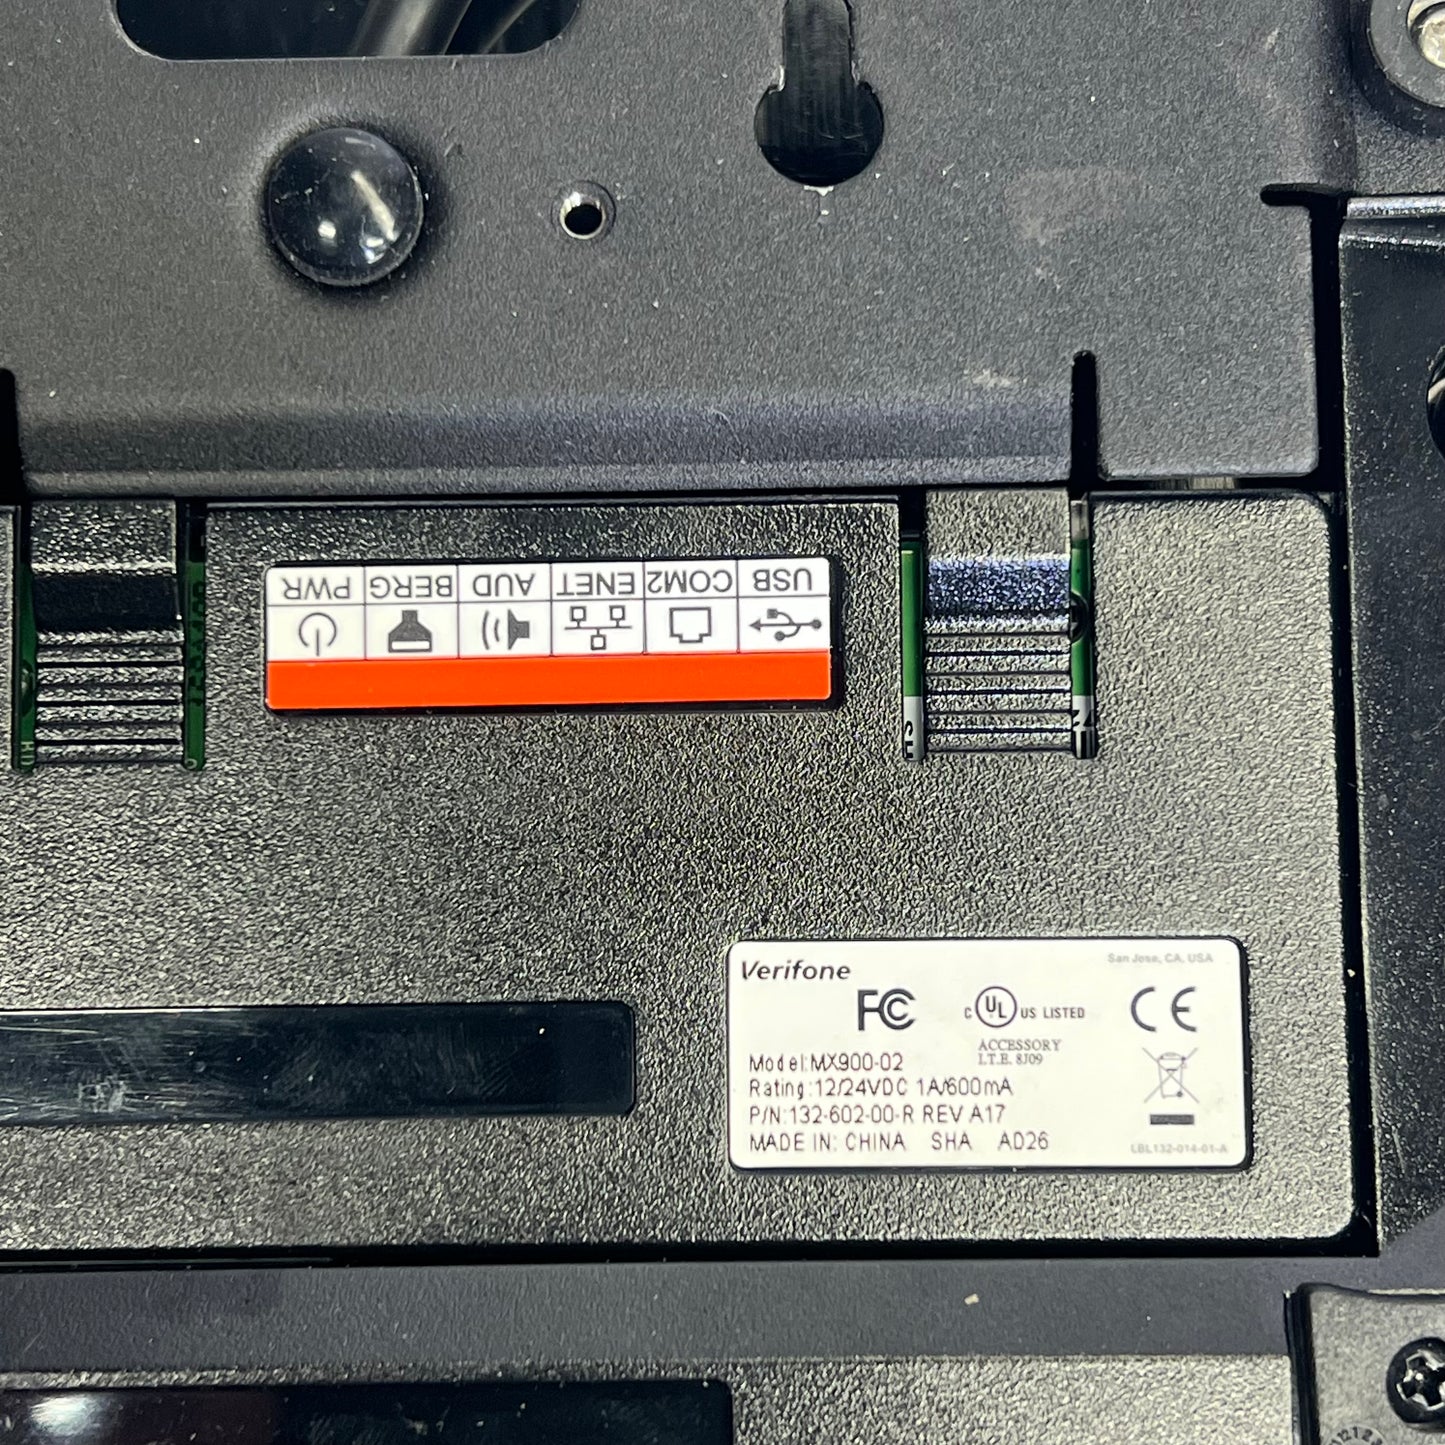 PWR BERG AUD ENET COM2 USB
Verifone
San Jose, CA, USA
FC
C UL US LISTED
CE
ACCESSORY
I.T.E. 8J09
Model:MX900-02
Rating:12/24VDC 1A/600mA
P/N:132-602-00-R REV A17
MADE IN: CHINA SHA AD26
LBL132-014-01-A